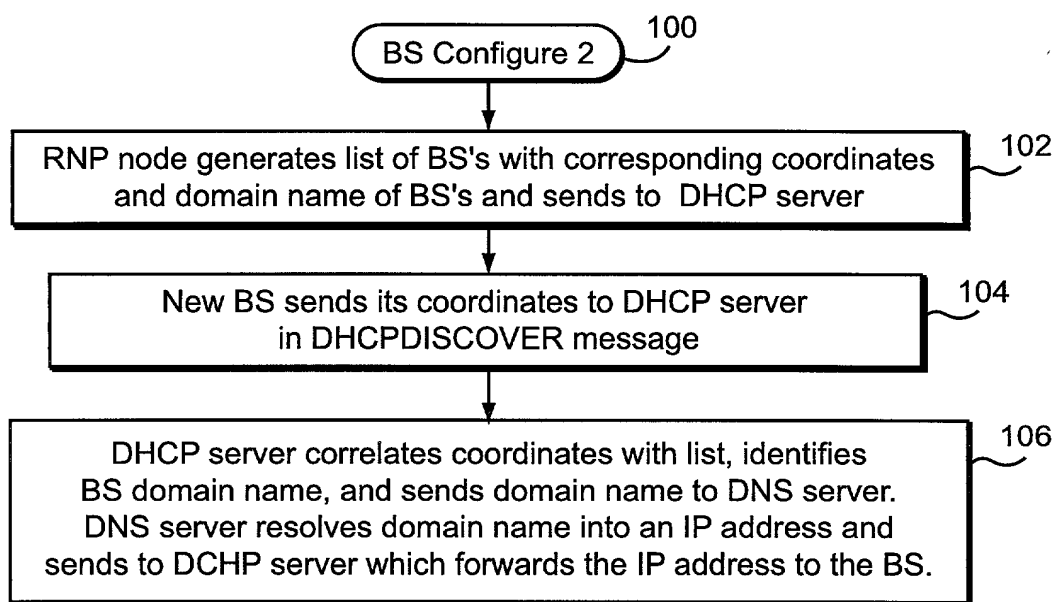 BS Configure 2
100
RNP node generates list of BS's with corresponding coordinates
and domain name of BS's and sends to DHCP server
102
New BS sends its coordinates to DHCP server
in DHCPDISCOVER message
104
DHCP server correlates coordinates with list, identifies
BS domain name, and sends domain name to DNS server.
DNS server resolves domain name into an IP address and
sends to DCHP server which forwards the IP address to the BS.
106